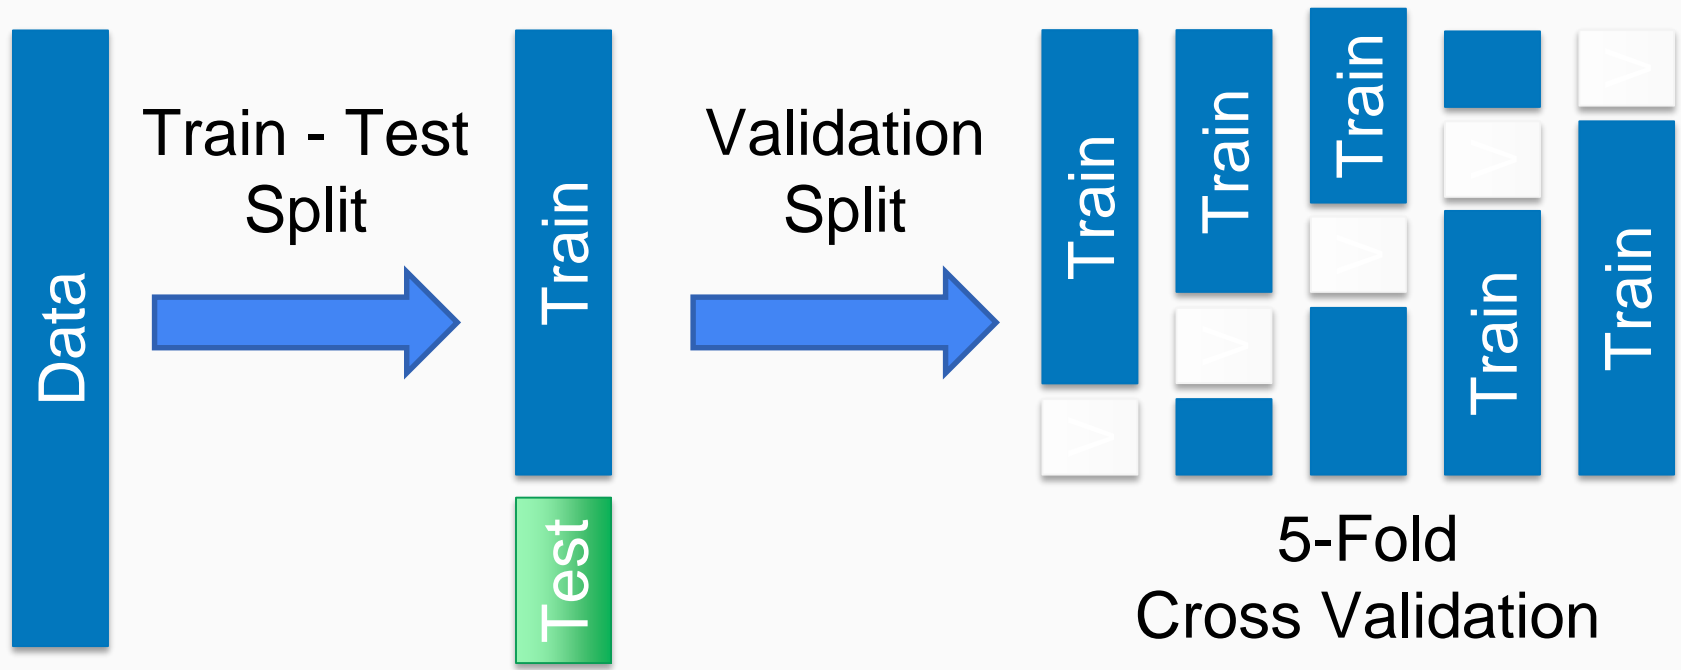 Data
Train - Test
Split
Train
Test
Validation
Split
Train
V
Train
V
Train
V
V
Train
V
Train
5-Fold
Cross Validation